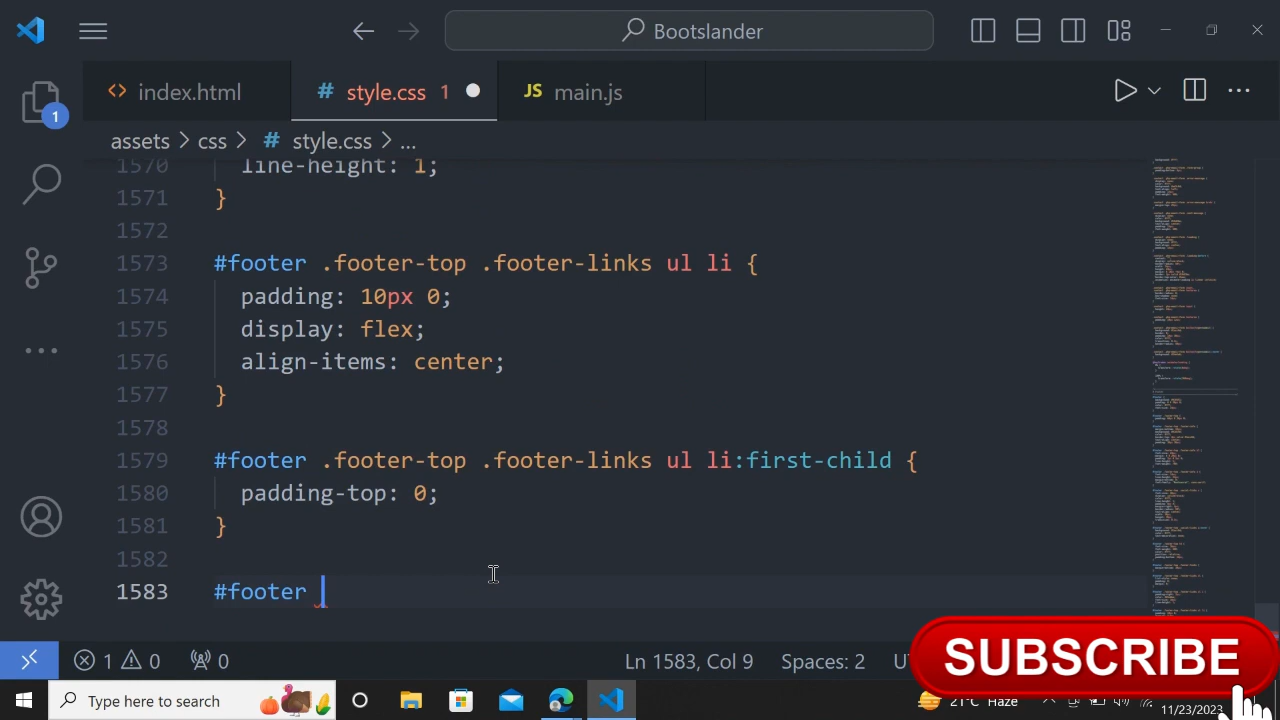 Bootslander
index.html
style.css 1
JS main.js
assets > css > # style.css > ...
1570 line-height: 1;
1571 }
1572
1573 #footer .footer-top .footer-links ul li {
1574 padding: 10px 0;
1575 display: flex;
1576 align-items: center;
1577 }
1578
1579 #footer .footer-top .footer-links ul li:first-child {
1580 padding-top: 0;
1581 }
1582
1583 #footer
1
1 0 0 Ln 1583, Col 9 Spaces: 2
SUBSCRIBE
Type here to search
21°C Haze
11/23/2023